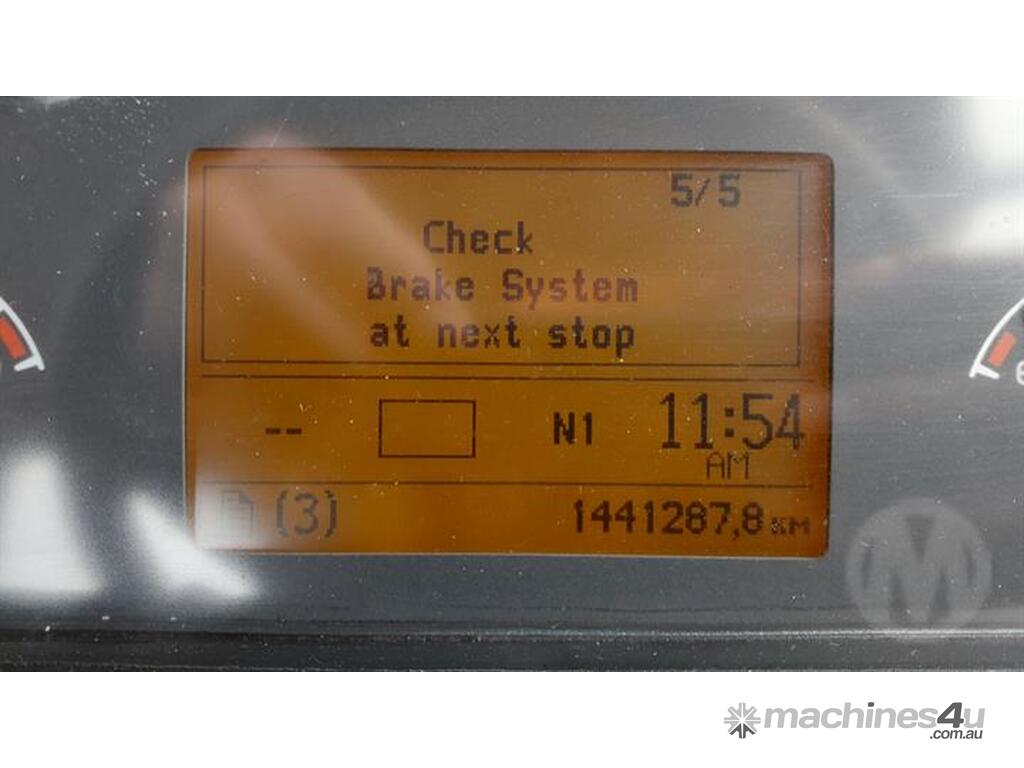 5/5
Check
Brake System
at next stop
-- N1 11:54
AM
(3) 1441287,8 KM
M
machines4u
.com.au